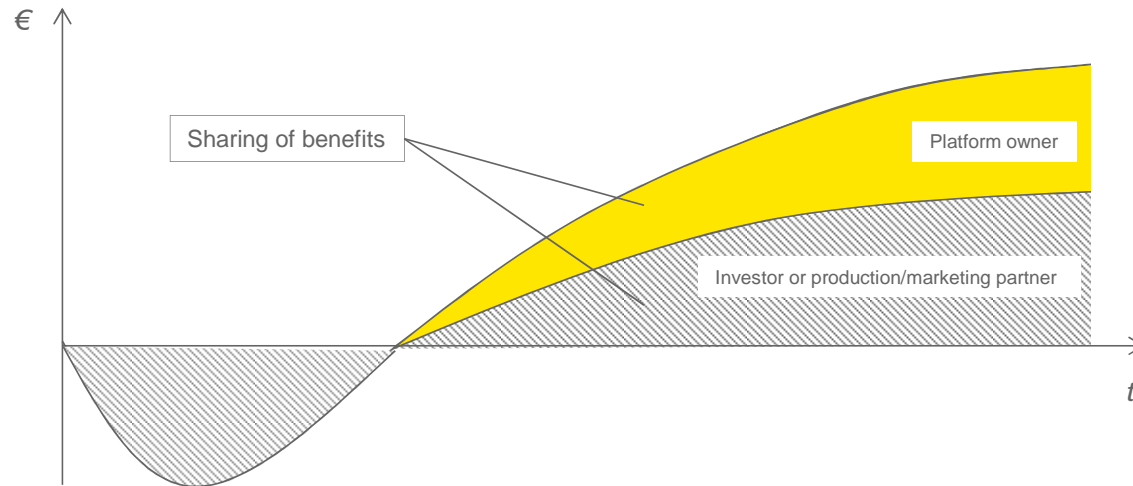 €
Sharing of benefits
Platform owner
Investor or production/marketing partner
t